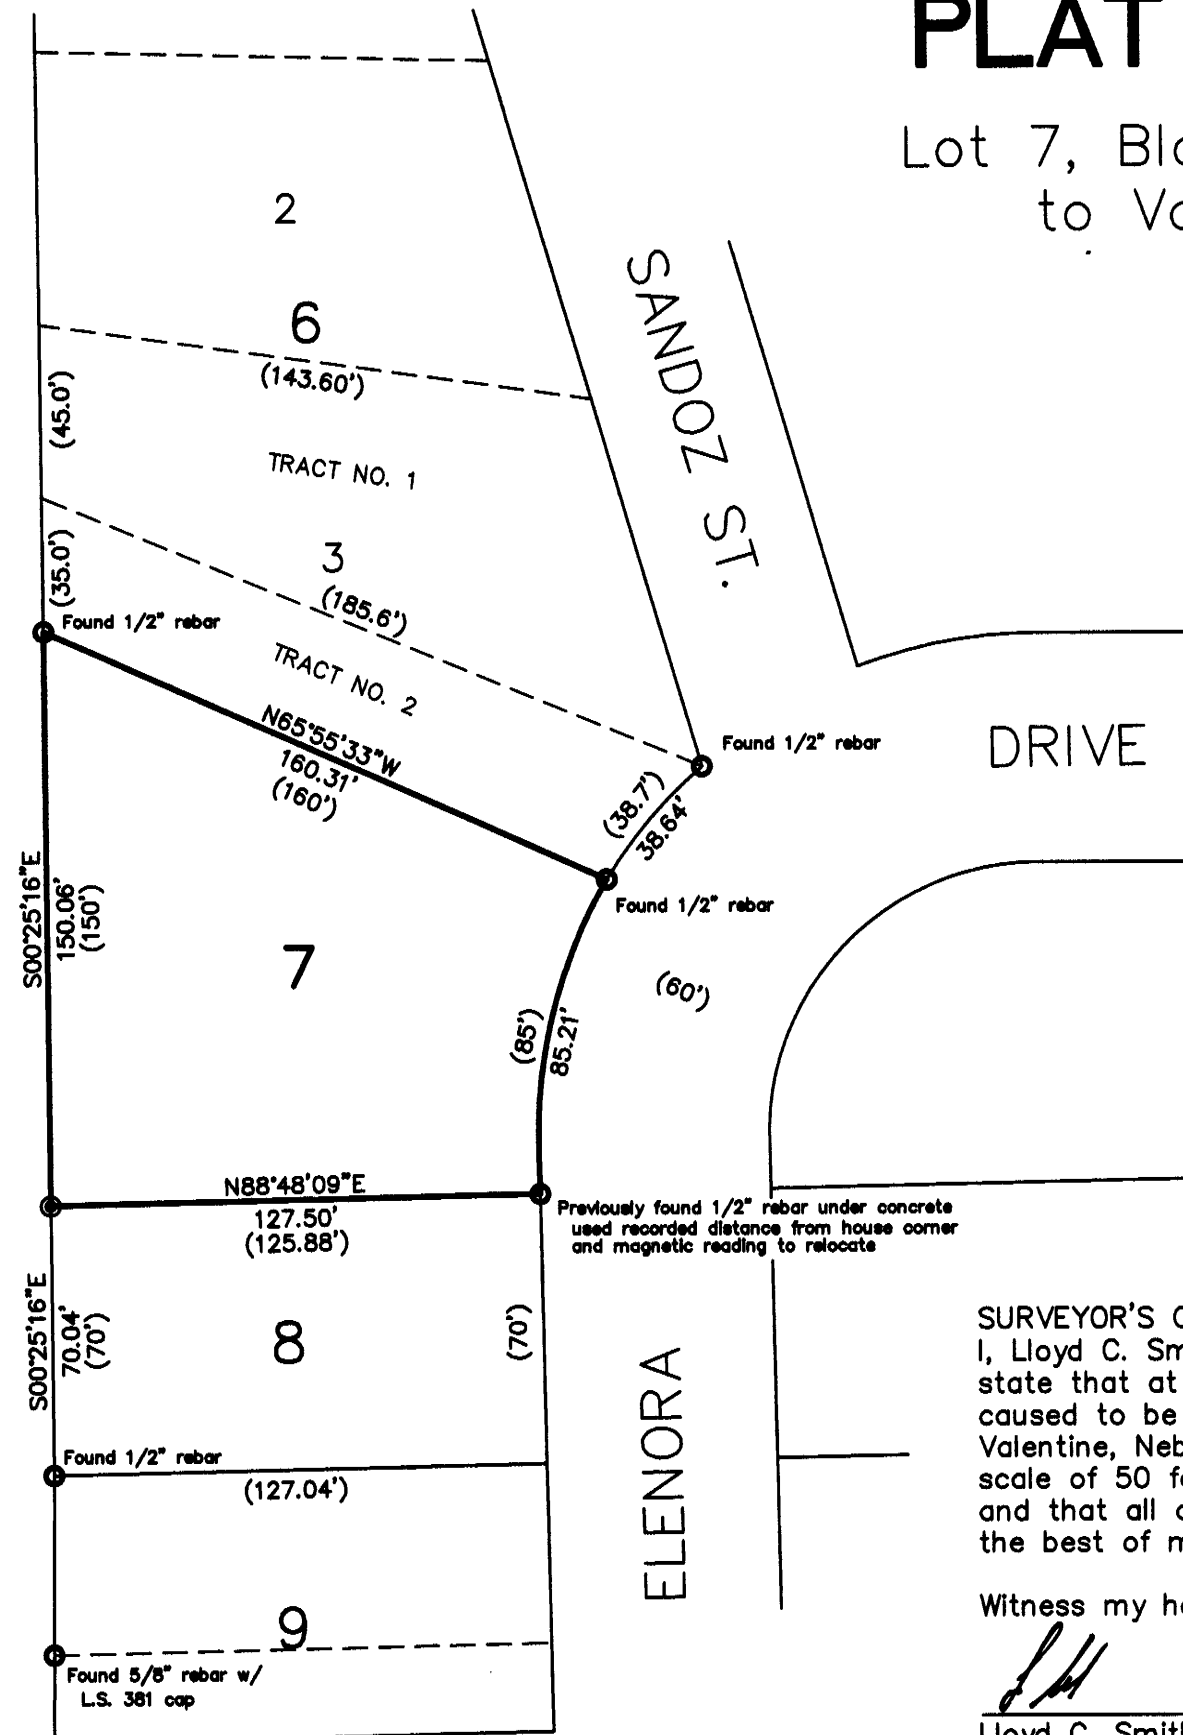 PLAT
Lot 7,
to
2
6
(143.60')
(45.0')
SANDOZ ST.
TRACT NO. 1
3
(185.6')
(35.0')
Found 1/2" rebar
TRACT NO. 2
N65°55'33"W
160.31'
(160')
Found 1/2" rebar
DRIVE
(38.7')
38.64'
Found 1/2" rebar
S00°25'16"E
150.06'
(150')
7
(60')
(85')
85.21'
N88°48'09"E
127.50'
(125.88')
Previously found 1/2" rebar under concrete
used recorded distance from house corner
and magnetic reading to relocate
S00°25'16"E
70.04'
(70')
8
(70')
ELENORA
Found 1/2" rebar
(127.04')
9
Found 5/8" rebar w/
L.S. 381 cap
SURVEYOR'S
I, Lloyd C. Sm
state that at
caused to be
Valentine, Neb
scale of 50 f
and that all
the best of m
Witness my h
Lloyd C. Smith